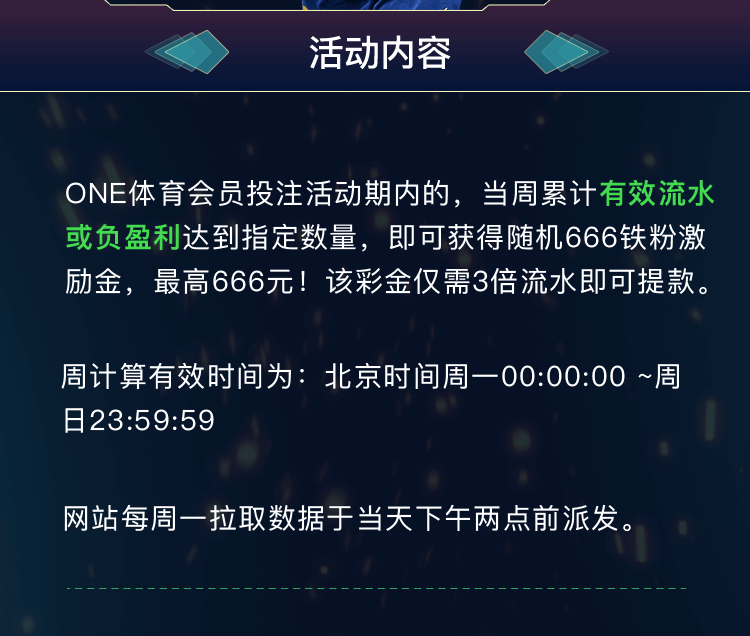 活动内容
ONE体育会员投注活动期内的，当周累计有效流水
或负盈利达到指定数量，即可获得随机666铁粉激
励金，最高666元！该彩金仅需3倍流水即可提款。
周计算有效时间为：北京时间周一00:00:00 ~周
日23:59:59
网站每周一拉取数据于当天下午两点前派发。